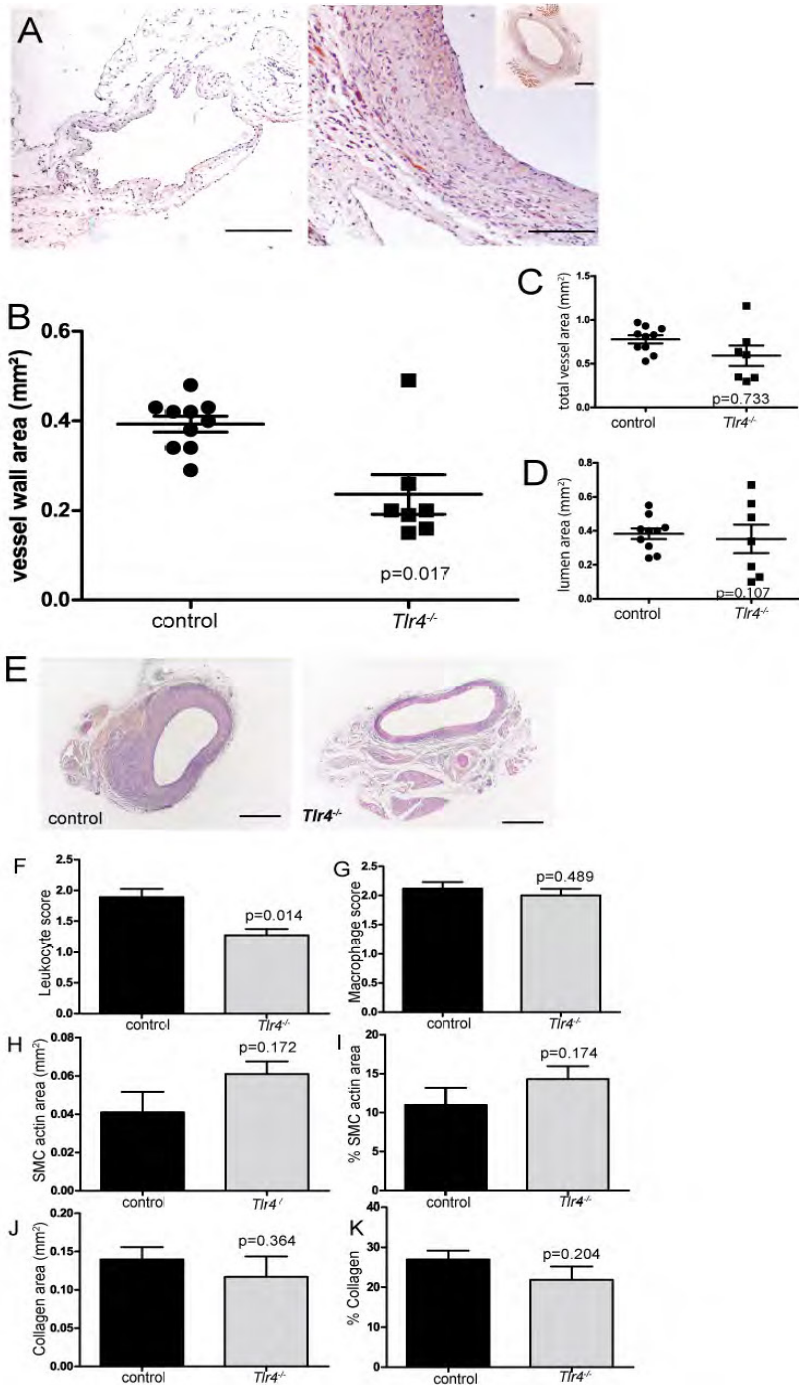 A
B
vessel wall area (mm²)
0.6
0.4
0.2
0.0
p=0.017
control
Tlr4-/-
C
total vessel area (mm²)
1.5
1.0
0.5
0.0
p=0.733
control
Tlr4-/-
D
lumen area (mm²)
0.8
0.6
0.4
0.2
0.0
p=0.107
control
Tlr4-/-
E
control
Tlr4-/-
F
Leukocyte score
2.5
2.0
1.5
1.0
0.5
0.0
p=0.014
control
Tlr4-/-
G
Macrophage score
2.5
2.0
1.5
1.0
0.5
0.0
p=0.489
control
Tlr4-/-
H
SMC actin area (mm²)
0.08
0.06
0.04
0.02
0.00
p=0.172
control
Tlr4-/
I
% SMC actin area
20
15
10
5
0
p=0.174
control
Tlr4-/-
J
Collagen area (mm²)
0.20
0.15
0.10
0.05
0.00
p=0.364
control
Tlr4-/-
K
% Collagen
40
30
20
10
0
p=0.204
control
Tlr4-/-